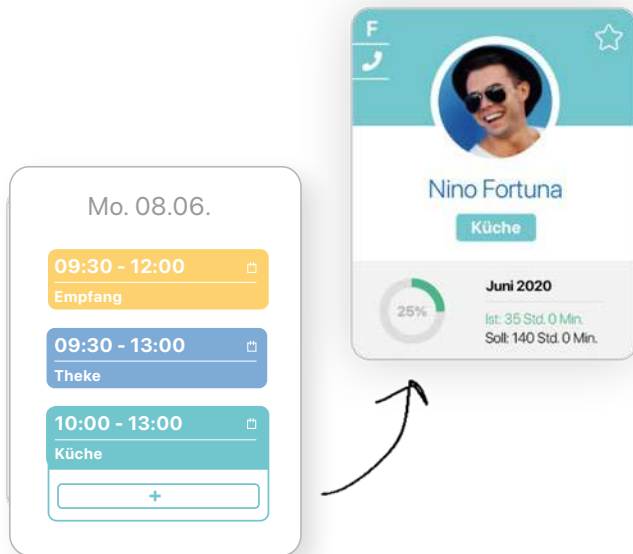 F
Nino Fortuna
Küche
25%
Juni 2020
Ist: 35 Std. 0 Min.
Soll: 140 Std. 0 Min.
Mo. 08.06.
09:30 - 12:00
Empfang
09:30 - 13:00
Theke
10:00 - 13:00
Küche
+